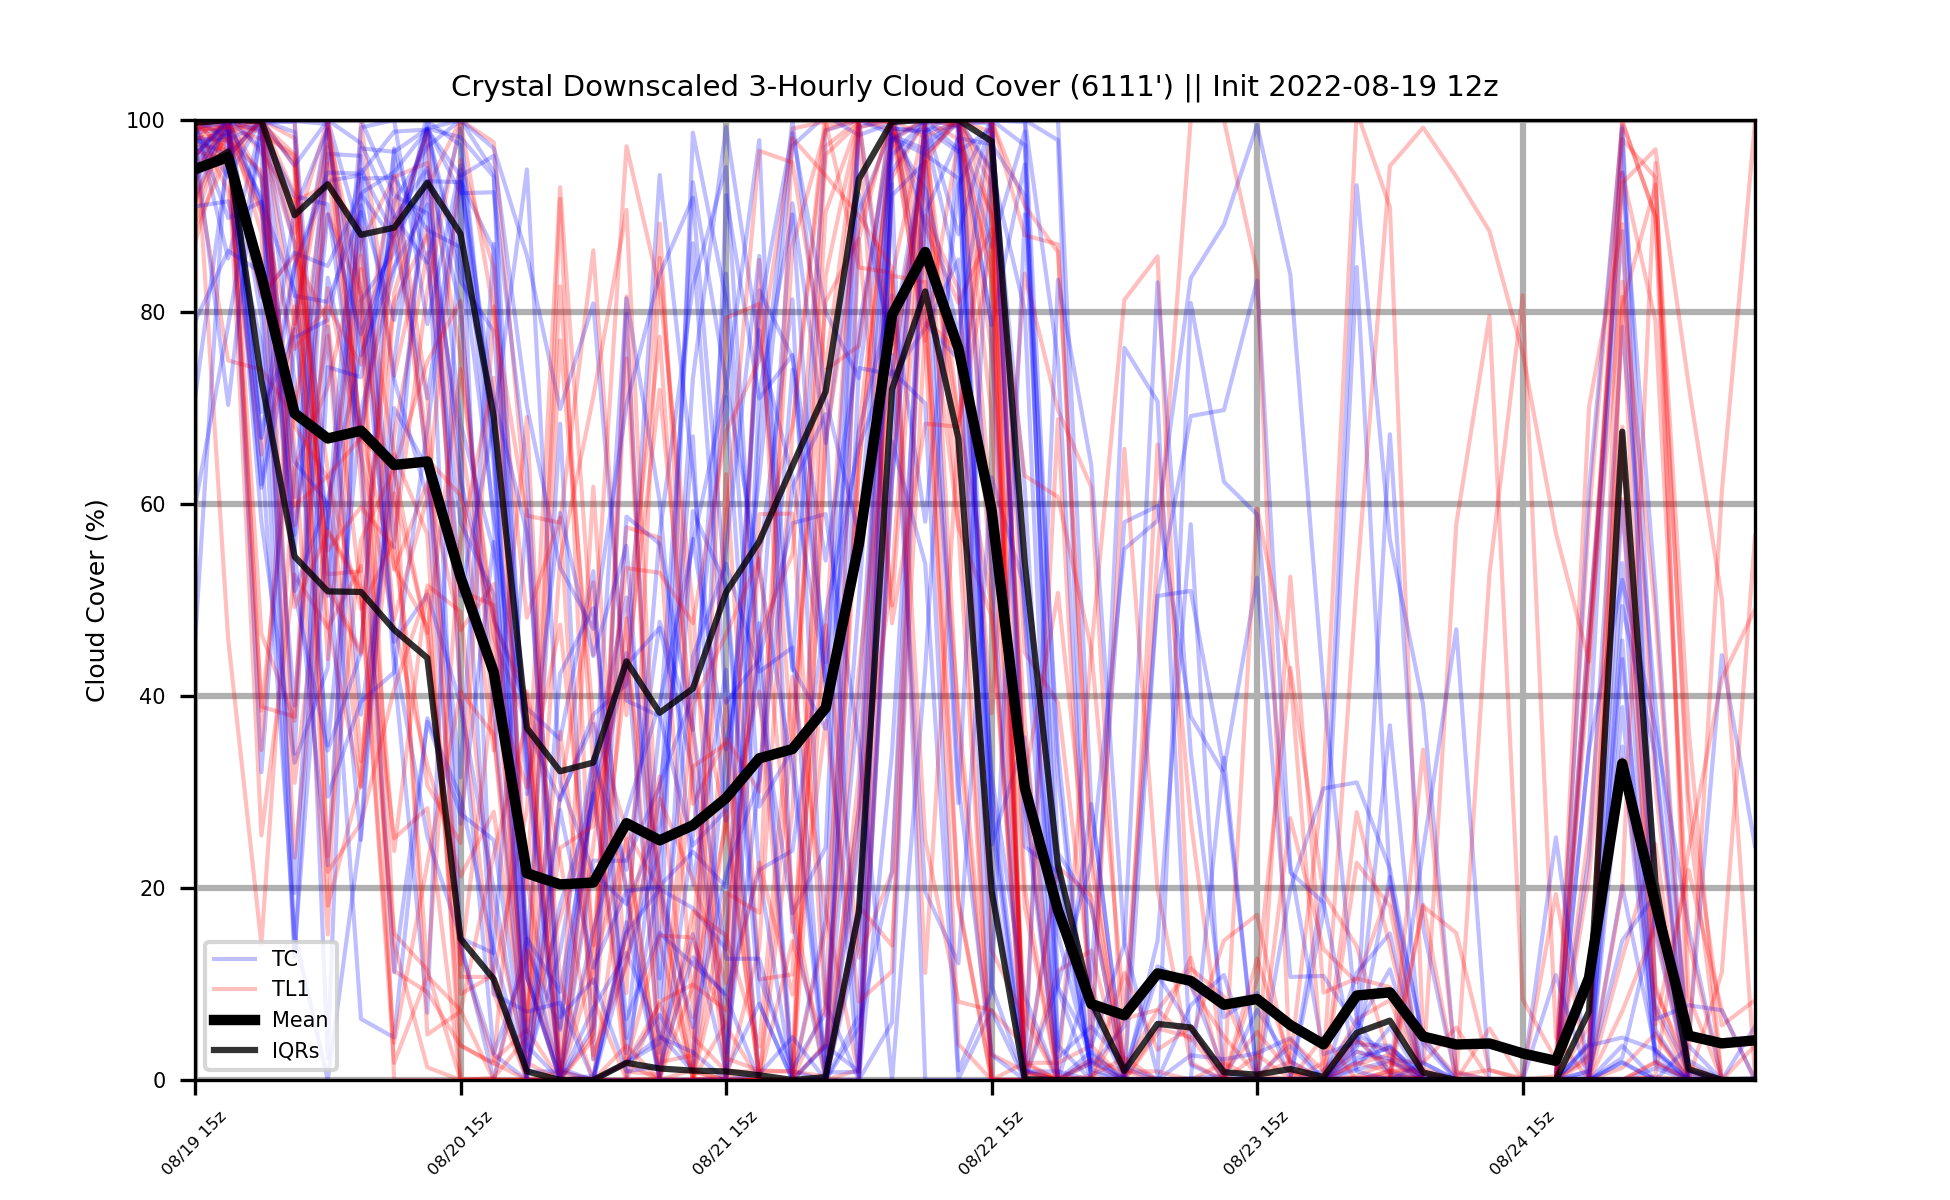 Crystal Downscaled 3-Hourly Cloud Cover (6111') || Init 2022-08-19 12z
Cloud Cover (%)
100
80
60
40
20
0
TC
TL1
Mean
IQRs
08/19 15z
08/20 15z
08/21 15z
08/22 15z
08/23 15z
08/24 15z